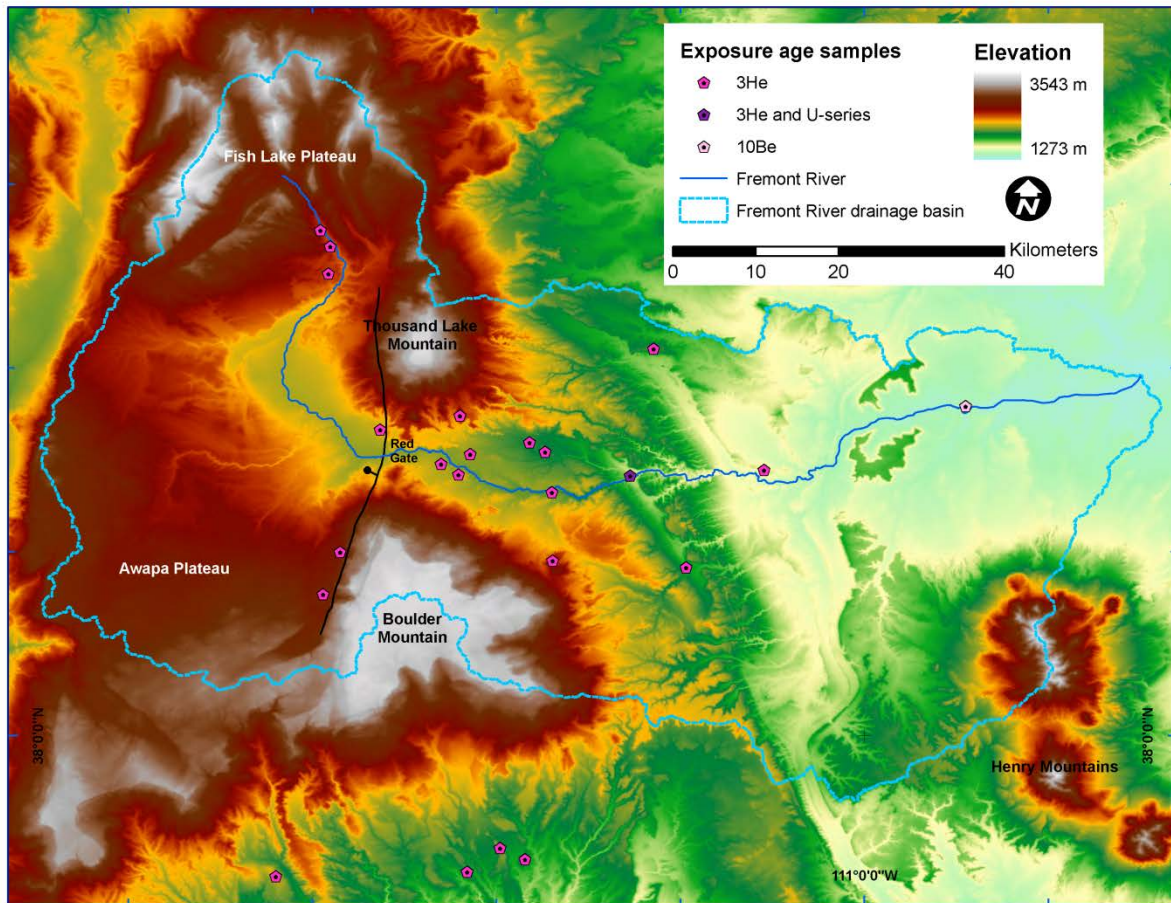 Exposure age samples
3He
3He and U-series
10Be
Fremont River
Fremont River drainage basin
Elevation
3543 m
1273 m
N
Kilometers
0 10 20 40
Fish Lake Plateau
Thousand Lake
Mountain
Red
Gate
Awapa Plateau
Boulder
Mountain
Henry Mountains
38°0'0"N
38°0'0"N
111°0'0"W